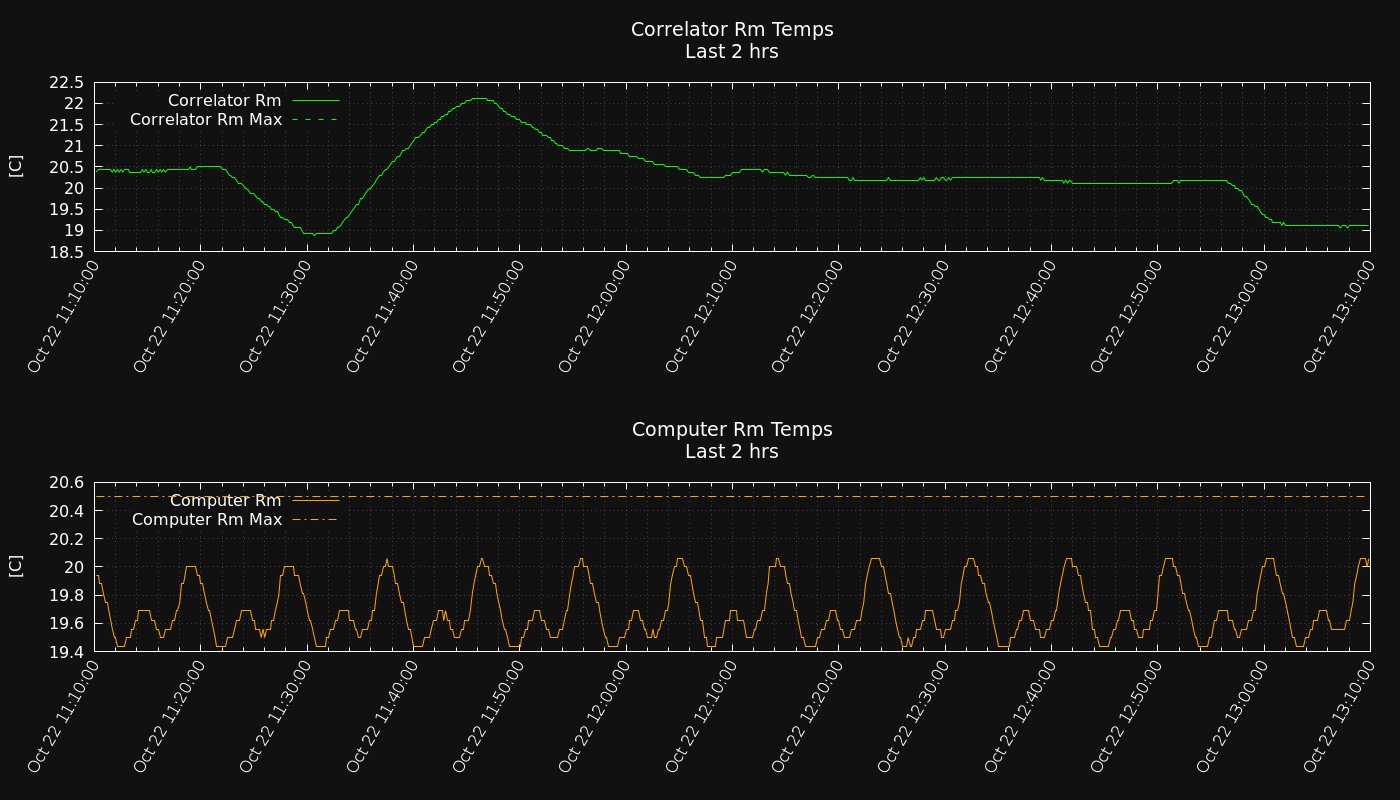 Correlator Rm Temps
Last 2 hrs
22.5
22
21.5
21
20.5
20
19.5
19
18.5
[C]
Correlator Rm
Correlator Rm Max
Oct 22 11:10:00
Oct 22 11:20:00
Oct 22 11:30:00
Oct 22 11:40:00
Oct 22 11:50:00
Oct 22 12:00:00
Oct 22 12:10:00
Oct 22 12:20:00
Oct 22 12:30:00
Oct 22 12:40:00
Oct 22 12:50:00
Oct 22 13:00:00
Oct 22 13:10:00
Computer Rm Temps
Last 2 hrs
20.6
20.4
20.2
20
19.8
19.6
19.4
[C]
Computer Rm
Computer Rm Max
Oct 22 11:10:00
Oct 22 11:20:00
Oct 22 11:30:00
Oct 22 11:40:00
Oct 22 11:50:00
Oct 22 12:00:00
Oct 22 12:10:00
Oct 22 12:20:00
Oct 22 12:30:00
Oct 22 12:40:00
Oct 22 12:50:00
Oct 22 13:00:00
Oct 22 13:10:00